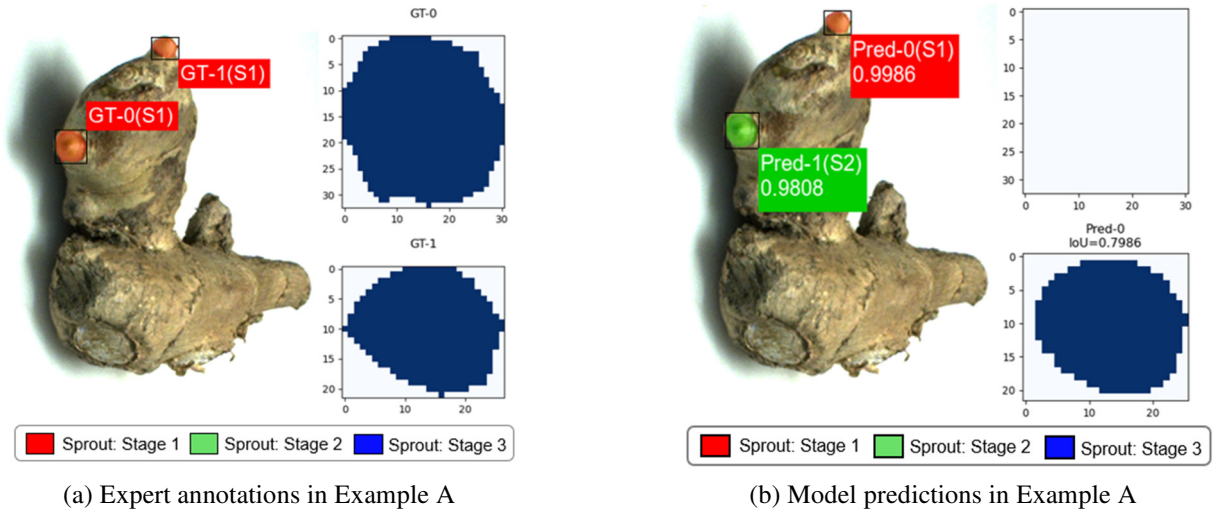 GT-0
GT-1(S1)
GT-0(S1)
0
5
10
15
20
25
30
0
10
20
30
GT-1
0
5
10
15
20
0
10
20
Sprout: Stage 1
Sprout: Stage 2
Sprout: Stage 3
(a) Expert annotations in Example A
Pred-0(S1)
0.9986
Pred-1(S2)
0.9808
0
5
10
15
20
25
30
0
10
20
30
Pred-0
IoU=0.7986
0
5
10
15
20
0
10
20
Sprout: Stage 1
Sprout: Stage 2
Sprout: Stage 3
(b) Model predictions in Example A